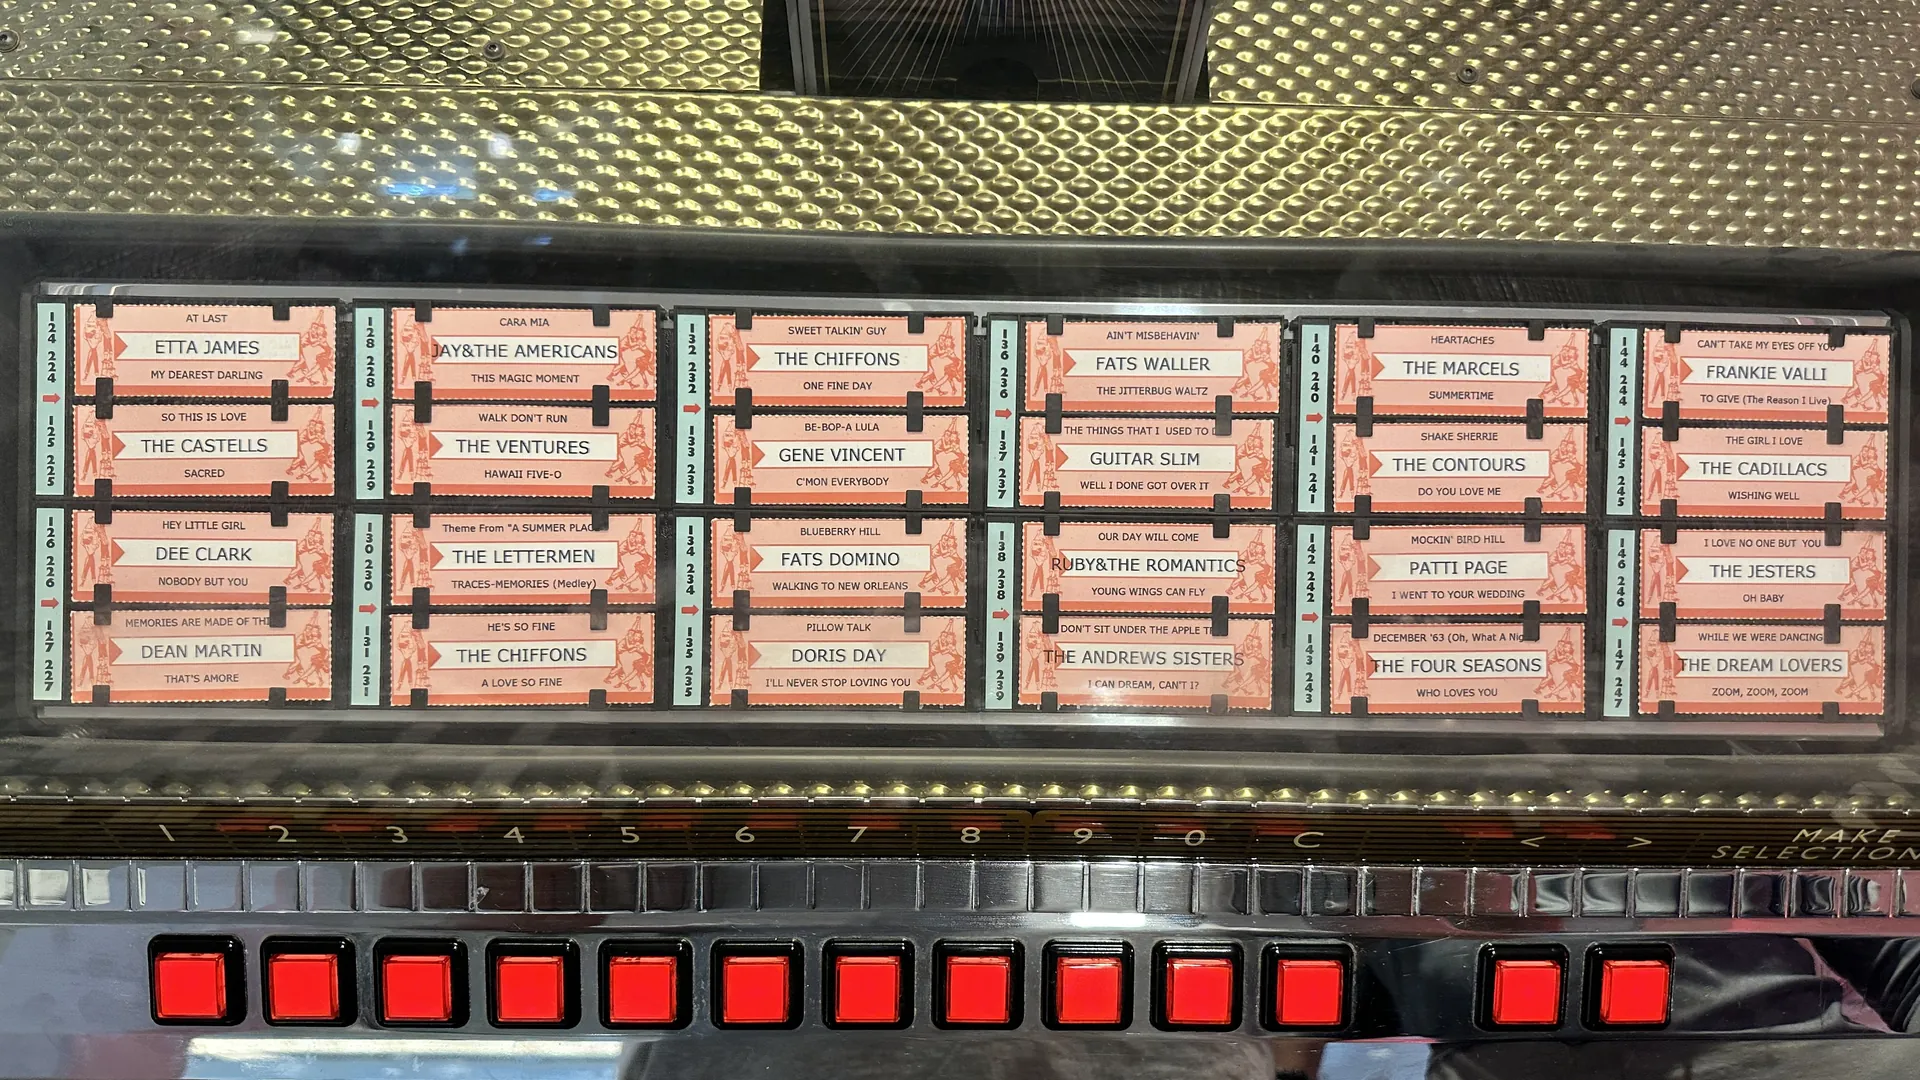 124 224
AT LAST
ETTA JAMES
MY DEAREST DARLING
125 225
SO THIS IS LOVE
THE CASTELLS
SACRED
126 226
HEY LITTLE GIRL
DEE CLARK
NOBODY BUT YOU
127 227
MEMORIES ARE MADE OF THI
DEAN MARTIN
THAT'S AMORE
128 228
CARA MIA
JAY&THE AMERICANS
THIS MAGIC MOMENT
129 229
WALK DON'T RUN
THE VENTURES
HAWAII FIVE-O
130 230
Theme From "A SUMMER PLAC
THE LETTERMEN
TRACES-MEMORIES (Medley)
131 231
HE'S SO FINE
THE CHIFFONS
A LOVE SO FINE
132 232
SWEET TALKIN' GUY
THE CHIFFONS
ONE FINE DAY
133 233
BE-BOP-A LULA
GENE VINCENT
C'MON EVERYBODY
134 234
BLUEBERRY HILL
FATS DOMINO
WALKING TO NEW ORLEANS
135 235
PILLOW TALK
DORIS DAY
I'LL NEVER STOP LOVING YOU
136 236
AIN'T MISBEHAVIN'
FATS WALLER
THE JITTERBUG WALTZ
137 237
THE THINGS THAT I USED TO D
GUITAR SLIM
WELL I DONE GOT OVER IT
138 238
OUR DAY WILL COME
RUBY&THE ROMANTICS
YOUNG WINGS CAN FLY
139 239
DON'T SIT UNDER THE APPLE T
THE ANDREWS SISTERS
I CAN DREAM, CAN'T I?
140 240
HEARTACHES
THE MARCELS
SUMMERTIME
141 241
SHAKE SHERRIE
THE CONTOURS
DO YOU LOVE ME
142 242
MOCKIN' BIRD HILL
PATTI PAGE
I WENT TO YOUR WEDDING
143 243
DECEMBER '63 (Oh, What A Nig
THE FOUR SEASONS
WHO LOVES YOU
144 244
CAN'T TAKE MY EYES OFF YOU
FRANKIE VALLI
TO GIVE (The Reason I Live)
145 245
THE GIRL I LOVE
THE CADILLACS
WISHING WELL
146 246
I LOVE NO ONE BUT YOU
THE JESTERS
OH BABY
147 247
WHILE WE WERE DANCING
THE DREAM LOVERS
ZOOM, ZOOM, ZOOM
1 2 3 4 5 6 7 8 9 0 C < >
MAKE
SELECTION